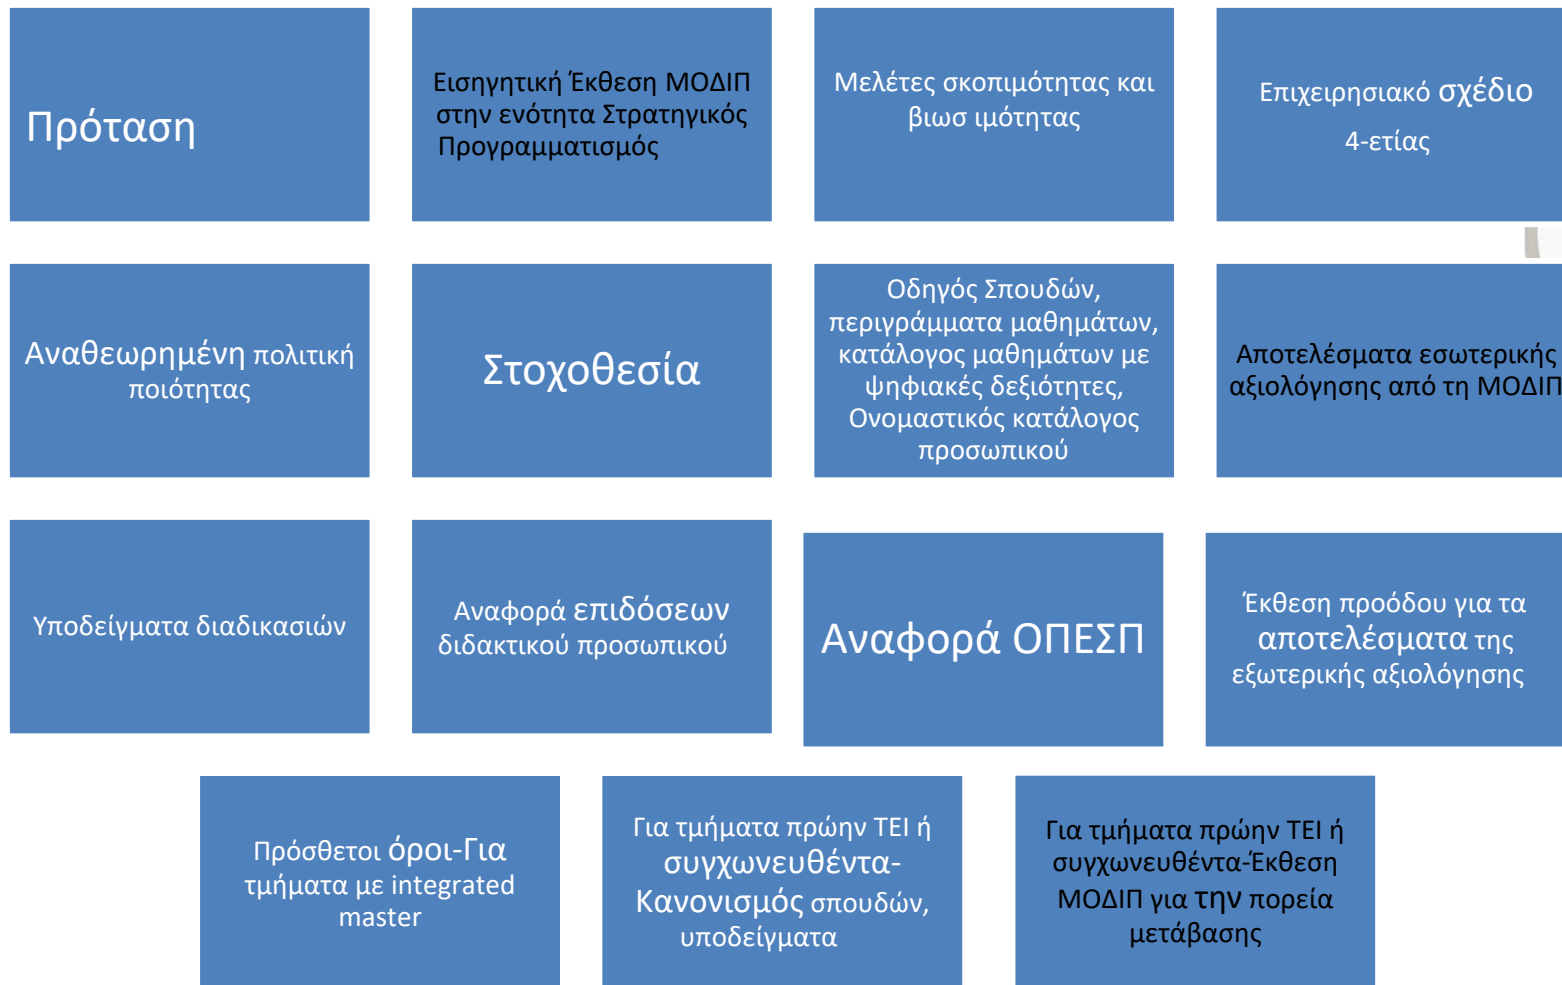 Πρόταση
Εισηγητική Έκθεση ΜΟΔΙΠ
στην ενότητα Στρατηγικός
Προγραμματισμός
Μελέτες σκοπιμότητας και
βιωσ ιμότητας
Επιχειρησιακό σχέδιο
4-ετίας
Αναθεωρημένη πολιτική
ποιότητας
Στοχοθεσία
Οδηγός Σπουδών,
περιγράμματα μαθημάτων,
κατάλογος μαθημάτων με
ψηφιακές δεξιότητες,
Ονομαστικός κατάλογος
προσωπικού
Αποτελέσματα εσωτερικής
αξιολόγησης από τη ΜΟΔΙΠ
Υποδείγματα διαδικασιών
Αναφορά επιδόσεων
διδακτικού προσωπικού
Αναφορά ΟΠΕΣΠ
Έκθεση προόδου για τα
αποτελέσματα της
εξωτερικής αξιολόγησης
Πρόσθετοι όροι-Για
τμήματα με integrated
master
Για τμήματα πρώην ΤΕΙ ή
συγχωνευθέντα-
Κανονισμός σπουδών,
υποδείγματα
Για τμήματα πρώην ΤΕΙ ή
συγχωνευθέντα-Έκθεση
ΜΟΔΙΠ για την πορεία
μετάβασης